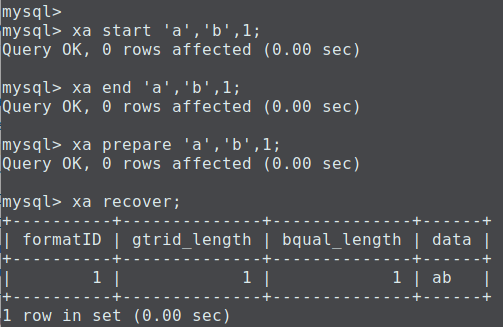 mysql>
mysql> xa start 'a','b',1;
Query OK, 0 rows affected (0.00 sec)

mysql> xa end 'a','b',1;
Query OK, 0 rows affected (0.00 sec)

mysql> xa prepare 'a','b',1;
Query OK, 0 rows affected (0.00 sec)

mysql> xa recover;
+----------+--------------+--------------+------+
| formatID | gtrid_length | bqual_length | data |
+----------+--------------+--------------+------+
|        1 |            1 |            1 | ab   |
+----------+--------------+--------------+------+
1 row in set (0.00 sec)